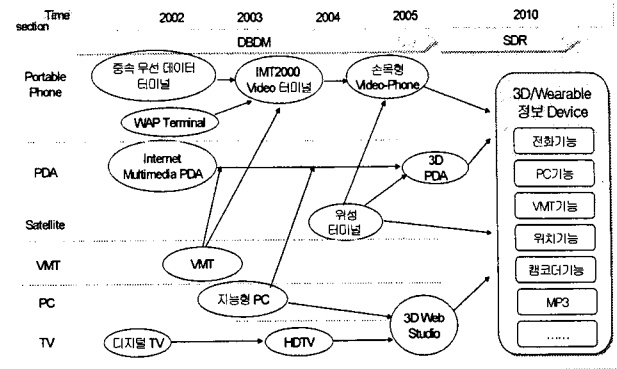 Time
section
2002
2003
2004
2005
2010
DBDM
SDR
Portable
Phone
중속 무선 데이터
터미널
IMT2000
Video 터미널
손목형
Video-Phone
WAP Terminal
PDA
Internet
Multimedia PDA
3D
PDA
Satellite
위성
터미널
VMT
VMT
PC
지능형 PC
3D Web
Studio
TV
디지털 TV
HDTV
3D/Wearable
정보 Device
전화기능
PC기능
VMT기능
위치기능
캠코더기능
MP3
......